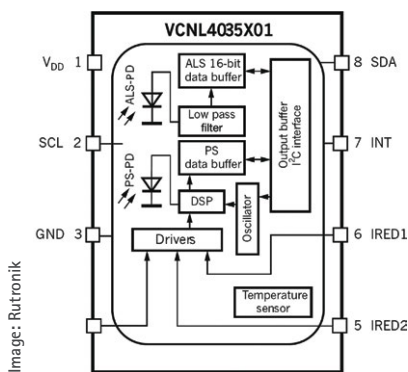 VCNL4035X01
V_DD 1
8 SDA
ALS-PD
ALS 16-bit
data buffer
Low pass
filter
Output buffer
I²C interface
SCL 2
7 INT
PS-PD
PS
data buffer
DSP
Oscillator
GND 3
Drivers
6 IRED1
Temperature
sensor
5 IRED2
Image: Rutronik